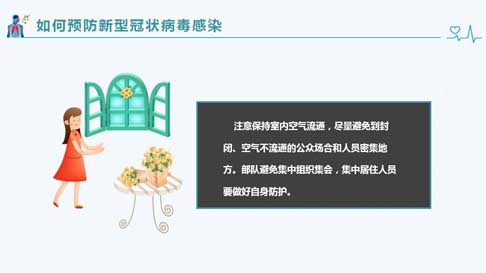 如何预防新型冠状病毒感染
注意保持室内空气流通，尽量避免到封
闭、空气不流通的公众场合和人员密集地
方。部队避免集中组织集会，集中居住人员
要做好自身防护。